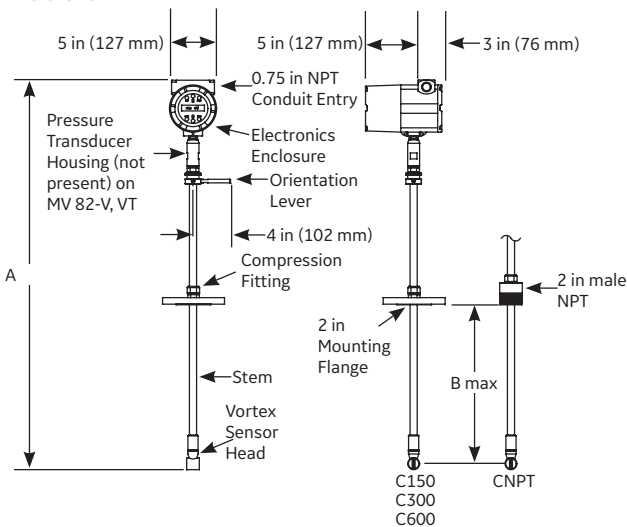 5 in (127 mm)
5 in (127 mm)
3 in (76 mm)
0.75 in NPT
Conduit Entry
Pressure
Transducer
Housing (not
present) on
MV 82-V, VT
Electronics
Enclosure
Orientation
Lever
4 in (102 mm)
A
Compression
Fitting
2 in male
NPT
2 in
Mounting
Flange
B max
Stem
Vortex
Sensor
Head
C150
C300
C600
CNPT